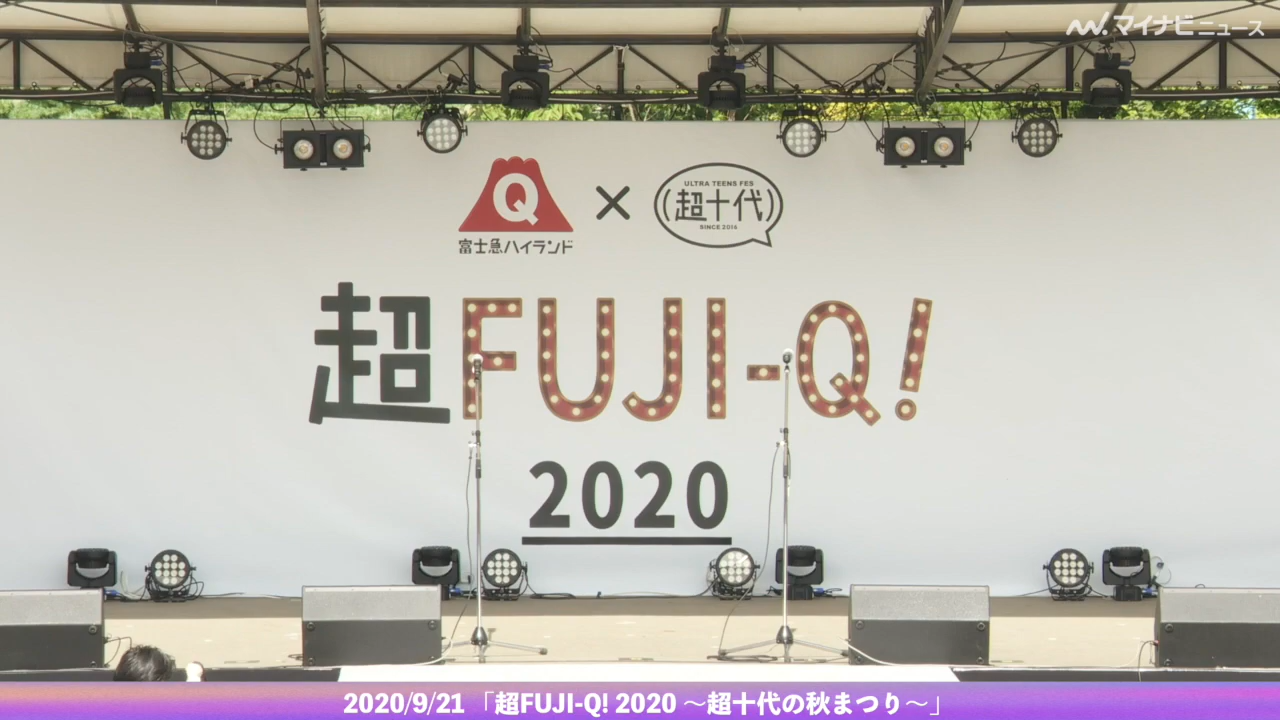 マイナビニュース
Q
富士急ハイランド
×
ULTRA TEENS FES
(超十代)
SINCE 2016
超FUJI-Q!
2020
2020/9/21 「超FUJI-Q! 2020 〜超十代の秋まつり〜」